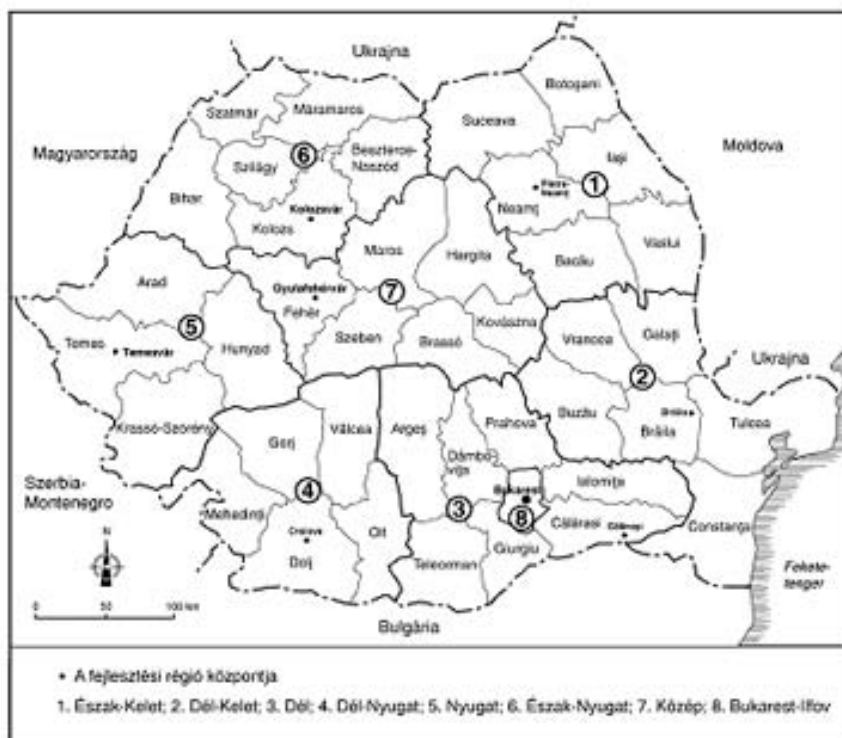 Ukrajna
Botoşani
Szatmár
Máramaros
Suceava
Magyarország
Moldova
Szilágy
6
Beszterce-
Naszód
Iaşi
Piatra-
Neamţ
1
Bihar
Kolozsvár
Neamţ
Kolozs
Maros
Hargita
Bacău
Vaslui
Arad
Gyulafehérvár
7
Fehér
Kovászna
Vrancea
Galaţi
5
Temes
Temesvár
Hunyad
Szeben
Brassó
Ukrajna
2
Krassó-Szörény
Gorj
Vâlcea
Argeş
Prahova
Buzău
Brăila
Brăila
Tulcea
Dâmbo-
viţa
Szerbia-
Montenegro
Bukarest
Ialomiţa
4
3
8
Mehedinţi
Olt
Călăraşi
Călăraşi
Constanţa
N
Craiova
Dolj
Teleorman
Giurgiu
Fekete-
tenger
0 50 100 km
Bulgária
• A fejlesztési régió központja
1. Észak-Kelet; 2. Dél-Kelet; 3. Dél; 4. Dél-Nyugat; 5. Nyugat; 6. Észak-Nyugat; 7. Közép; 8. Bukarest-Ilfov